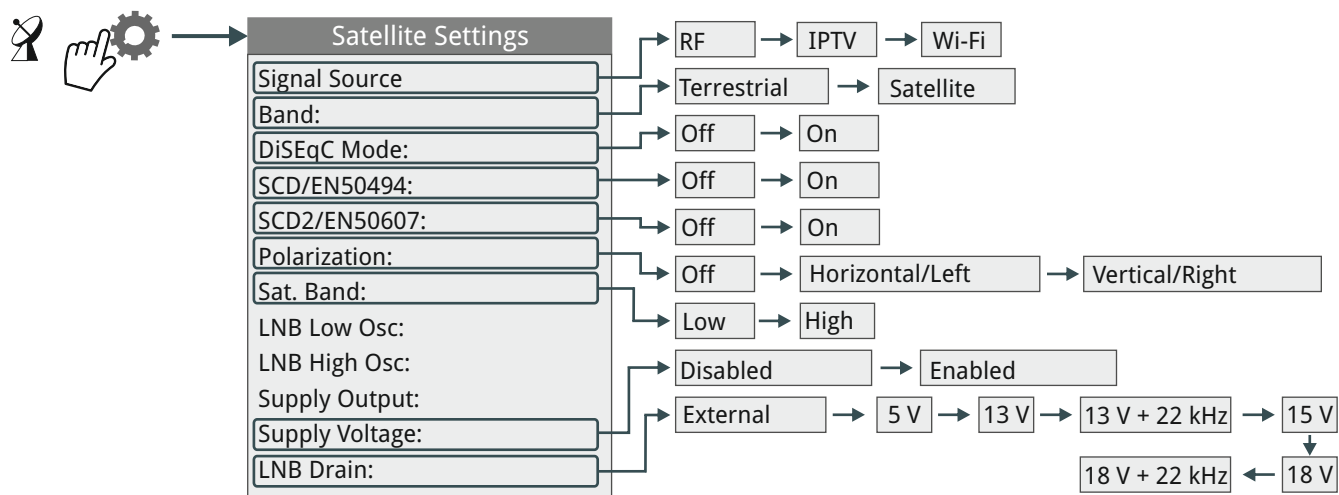 Satellite Settings
Signal Source
Band:
DiSEqC Mode:
SCD/EN50494:
SCD2/EN50607:
Polarization:
Sat. Band:
LNB Low Osc:
LNB High Osc:
Supply Output:
Supply Voltage:
LNB Drain:
RF IPTV Wi-Fi
Terrestrial Satellite
Off On
Off On
Off On
Off Horizontal/Left Vertical/Right
Low High
Disabled Enabled
External 5 V 13 V 13 V + 22 kHz 15 V
18 V + 22 kHz 18 V